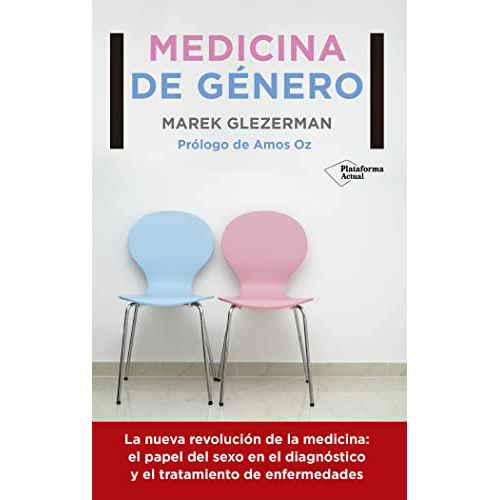 MEDICINA
DE GÉNERO
MAREK GLEZERMAN
Prólogo de Amos Oz
Plataforma
Actual
La nueva revolución de la medicina:
el papel del sexo en el diagnóstico
y el tratamiento de enfermedades